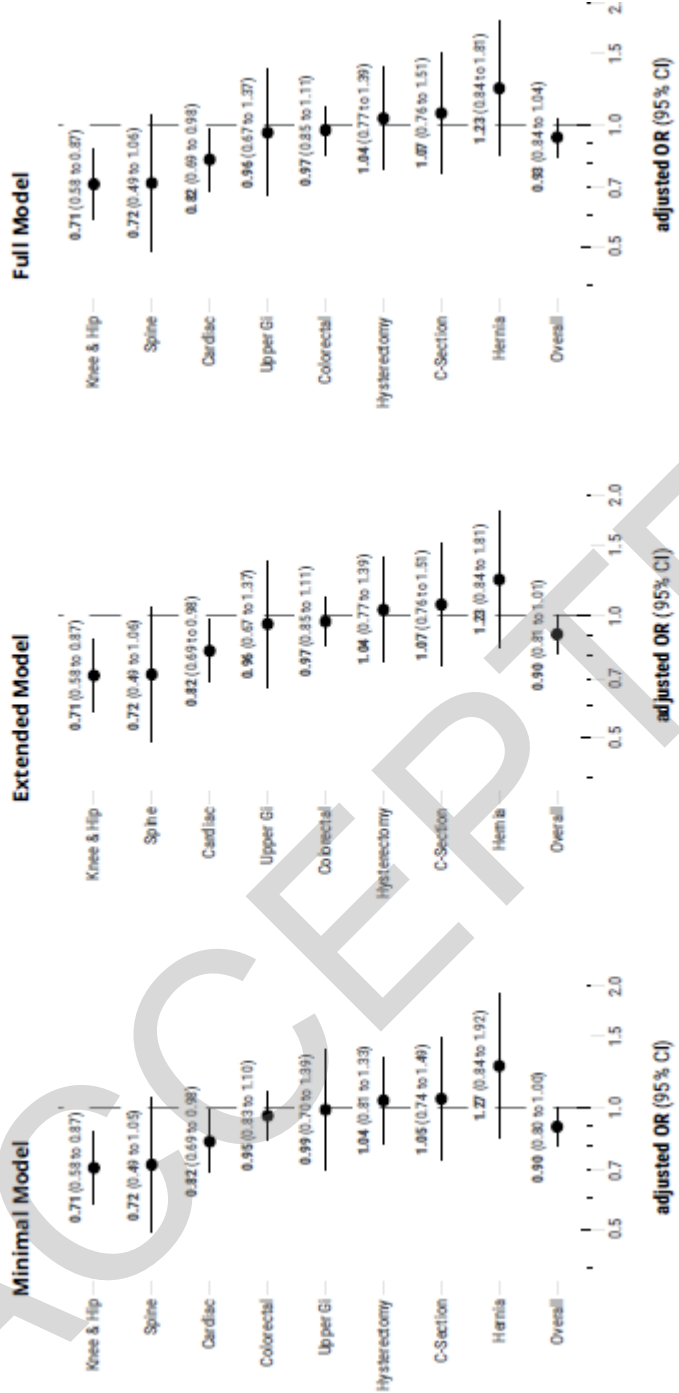 Minimal Model
Knee & Hip
0.71 (0.58 to 0.87)
Spine
0.72 (0.49 to 1.05)
Cardiac
0.82 (0.69 to 0.98)
Colorectal
0.95 (0.83 to 1.10)
Upper Gi
0.99 (0.70 to 1.39)
Hysterectomy
1.04 (0.81 to 1.33)
C-Section
1.05 (0.74 to 1.49)
Hernia
1.27 (0.84 to 1.92)
Overall
0.90 (0.80 to 1.00)
0.5 0.7 1.0 1.5 2.0
adjusted OR (95% CI)
Extended Model
Knee & Hip
0.71 (0.58 to 0.87)
Spine
0.72 (0.49 to 1.06)
Cardiac
0.82 (0.69 to 0.98)
Upper Gi
0.96 (0.67 to 1.37)
Colorectal
0.97 (0.85 to 1.11)
Hysterectomy
1.04 (0.77 to 1.39)
C-Section
1.07 (0.76 to 1.51)
Hernia
1.23 (0.84 to 1.81)
Overall
0.90 (0.81 to 1.01)
0.5 0.7 1.0 1.5 2.0
adjusted OR (95% CI)
Full Model
Knee & Hip
0.71 (0.58 to 0.87)
Spine
0.72 (0.49 to 1.06)
Cardiac
0.82 (0.69 to 0.98)
Upper Gi
0.96 (0.67 to 1.37)
Colorectal
0.97 (0.85 to 1.11)
Hysterectomy
1.04 (0.77 to 1.39)
C-Section
1.07 (0.76 to 1.51)
Hernia
1.23 (0.84 to 1.81)
Overall
0.93 (0.84 to 1.04)
0.5 0.7 1.0 1.5 2.
adjusted OR (95% CI)
ACCEPTE